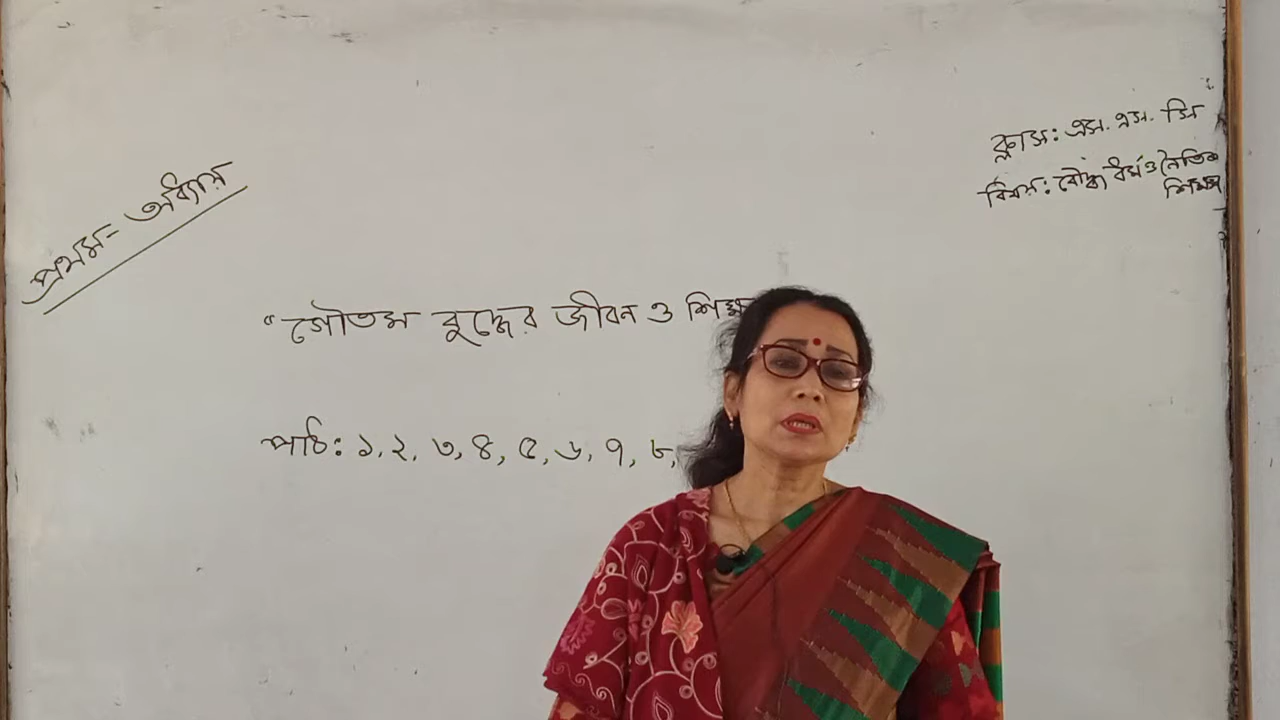 প্রথম- অধ্যায়
ক্লাস: এস. এস. সি
বিষয়: বৌদ্ধ ধর্ম ও নৈতিক
শিক্ষা
"গৌতম বুদ্ধের জীবন ও শিক্ষ
পাঠ: ১, ২, ৩, ৪, ৫, ৬, ৭, ৮,